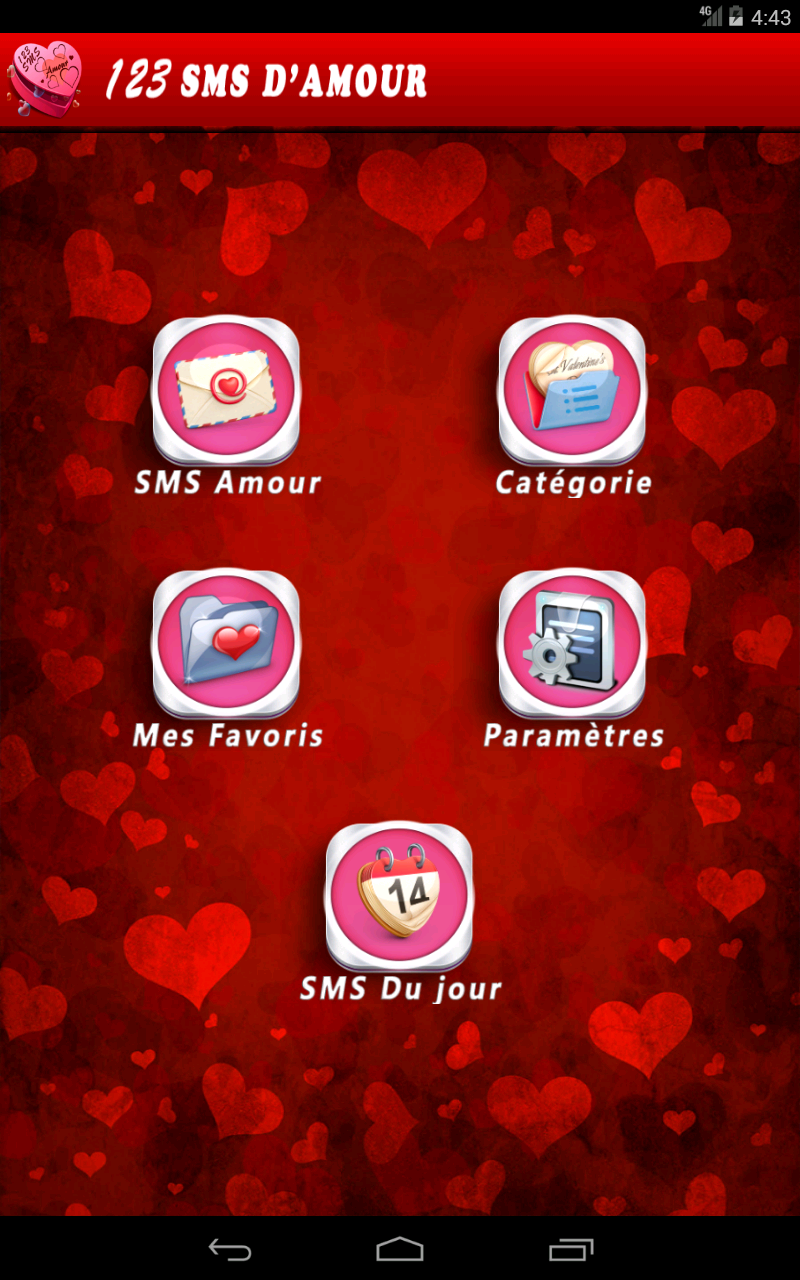 4G 4:43
123 SMS Amour
123 SMS D'AMOUR
Valentine's
SMS Amour
Catégorie
Mes Favoris
Paramètres
14
SMS Du jour